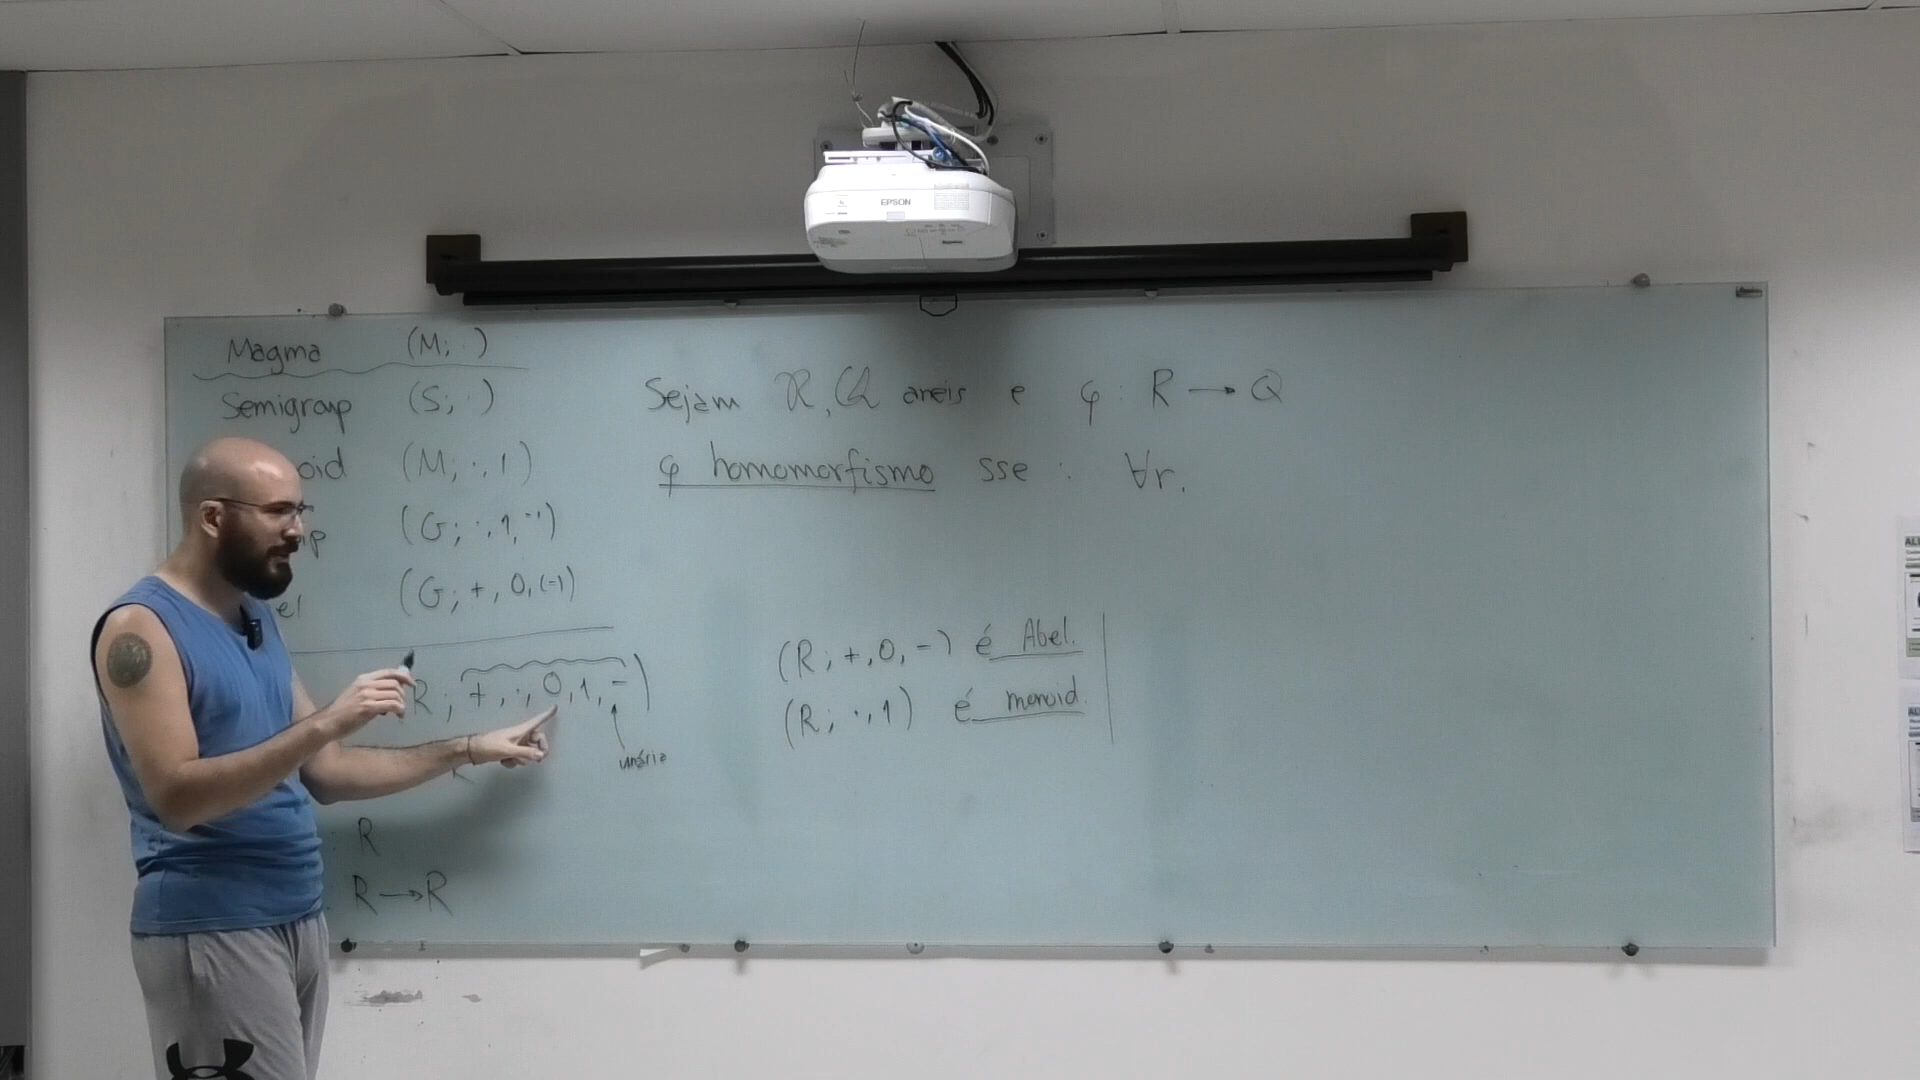 Magma (M; ·)
Semigroup (S; ·)
oid (M; ·, 1)
p (G; ·, 1, ⁻¹)
el (G; +, 0, (-))
R ; +, ·, 0, 1, -)
unária
R
R
R → R
Sejam R, Q aneis e φ : R → Q
φ homomorfismo sse : ∀r,
(R ; +, 0, -) é Abel.
(R ; ·, 1) é monoid.
EPSON